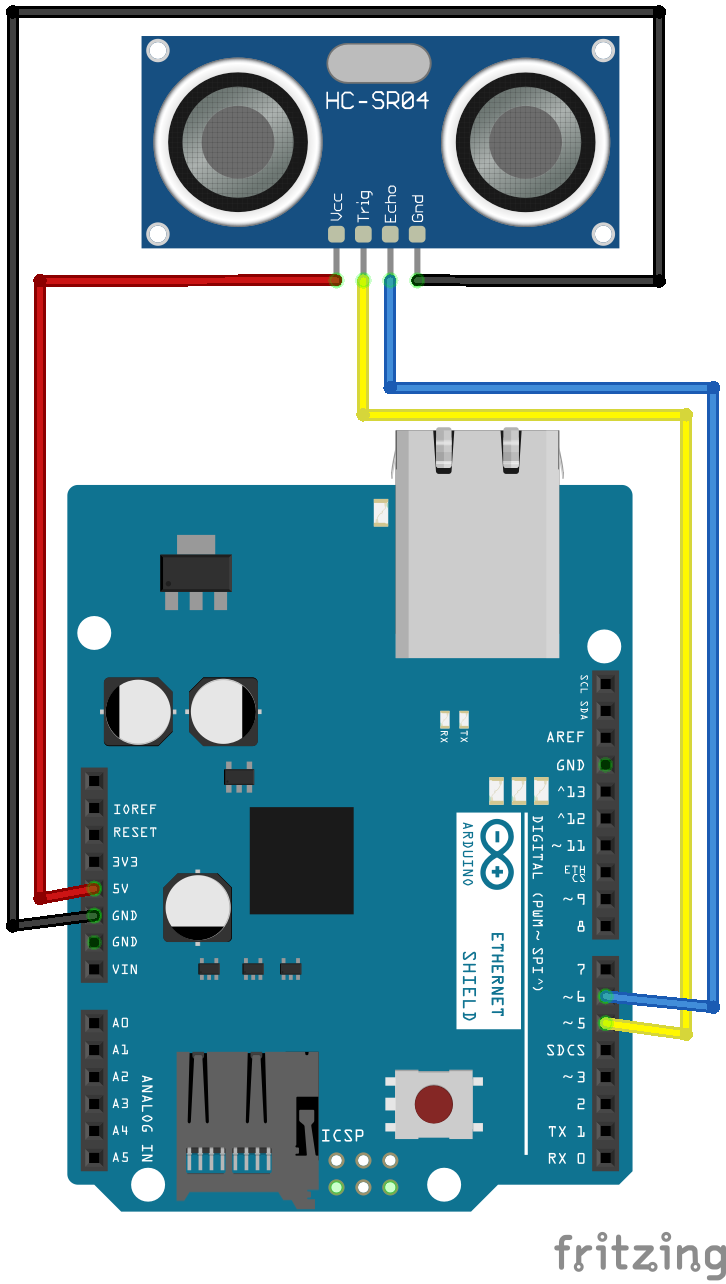 HC-SR04
Vcc
Trig
Echo
Gnd
SCL
SDA
AREF
GND
^13
^12
~11
ETH
CS
~9
8
RX
TX
IOREF
RESET
3V3
5V
GND
GND
VIN
ARDUINO
ETHERNET
SHIELD
DIGITAL (PWM~ SPI^)
7
~6
~5
SDCS
~3
2
TX 1
RX 0
A0
A1
A2
A3
A4
A5
ANALOG IN
ICSP
fritzing